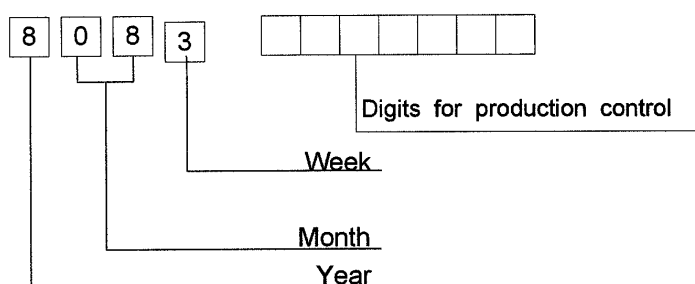 8 0 8 3
Digits for production control
Week
Month
Year